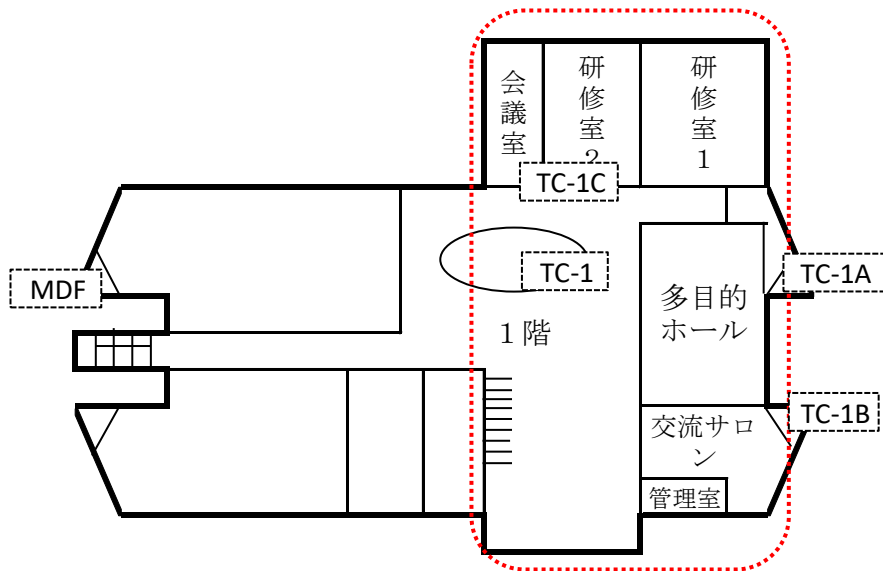 会議室
研修室2
研修室1
TC-1C
MDF
TC-1
TC-1A
多目的
ホール
1階
TC-1B
交流サロ
ン
管理室